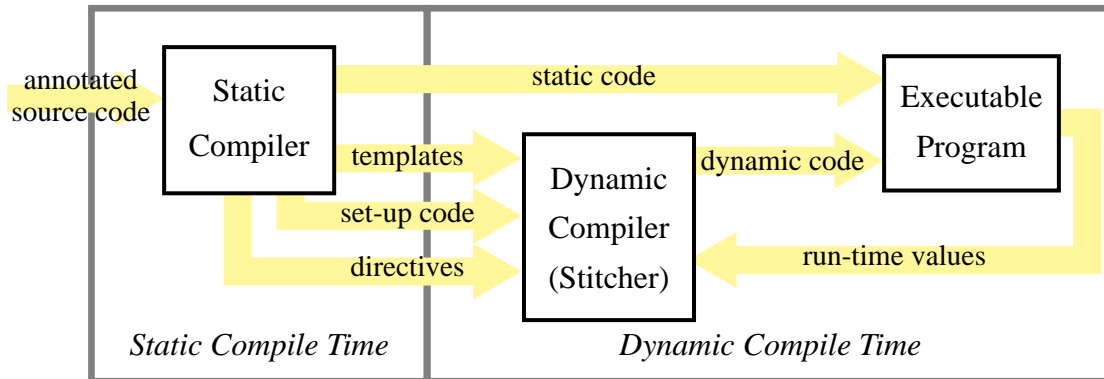 annotated
source code
Static
Compiler
static code
templates
set-up code
directives
Dynamic
Compiler
(Stitcher)
dynamic code
Executable
Program
run-time values
Static Compile Time
Dynamic Compile Time